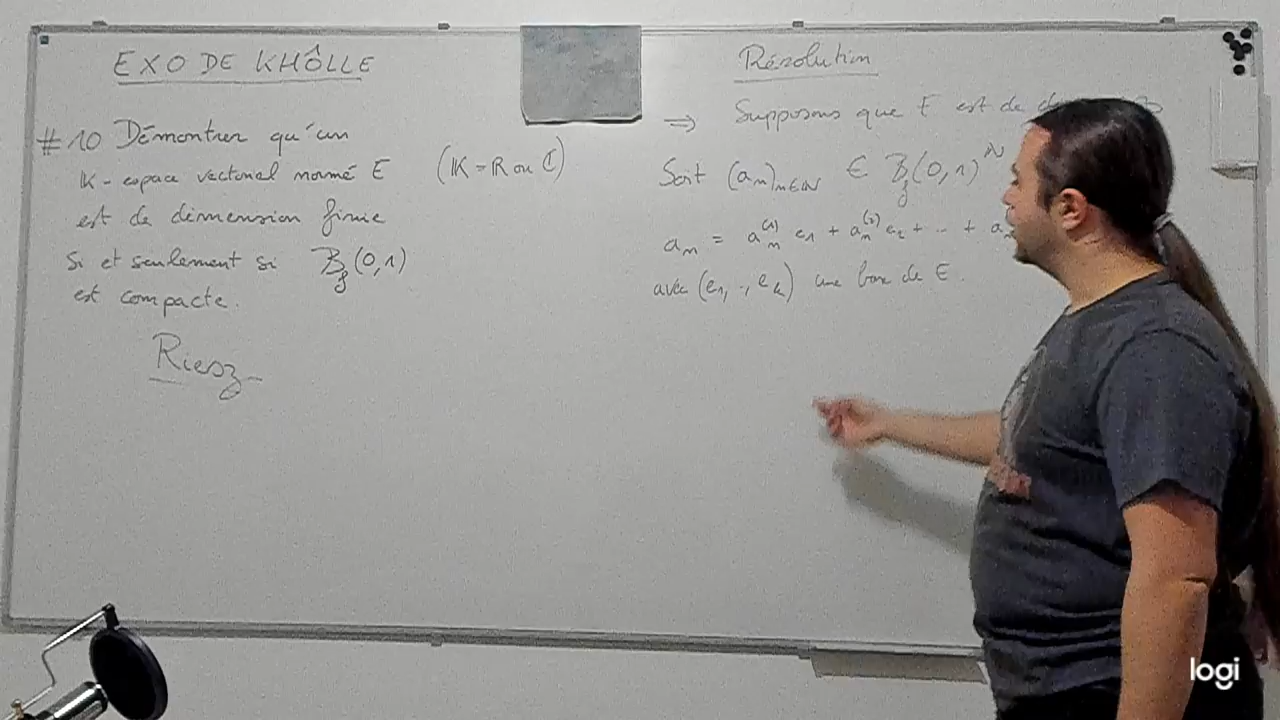 EXO DE KHÔLLE
#10 Démontrer qu'un
K-espace vectoriel normé E (K = R ou C)
est de dimension finie
si et seulement si B_f(0,1)
est compacte.
Riesz
Résolution
⇒ Supposons que E est de
Soit (a_n)_{n∈N} ∈ B_f(0,1)^N
a_n = a_n^{(1)} e_1 + a_n^{(2)} e_2 + ... + a_n
avec (e_1, .., e_k) une base de E.
logi